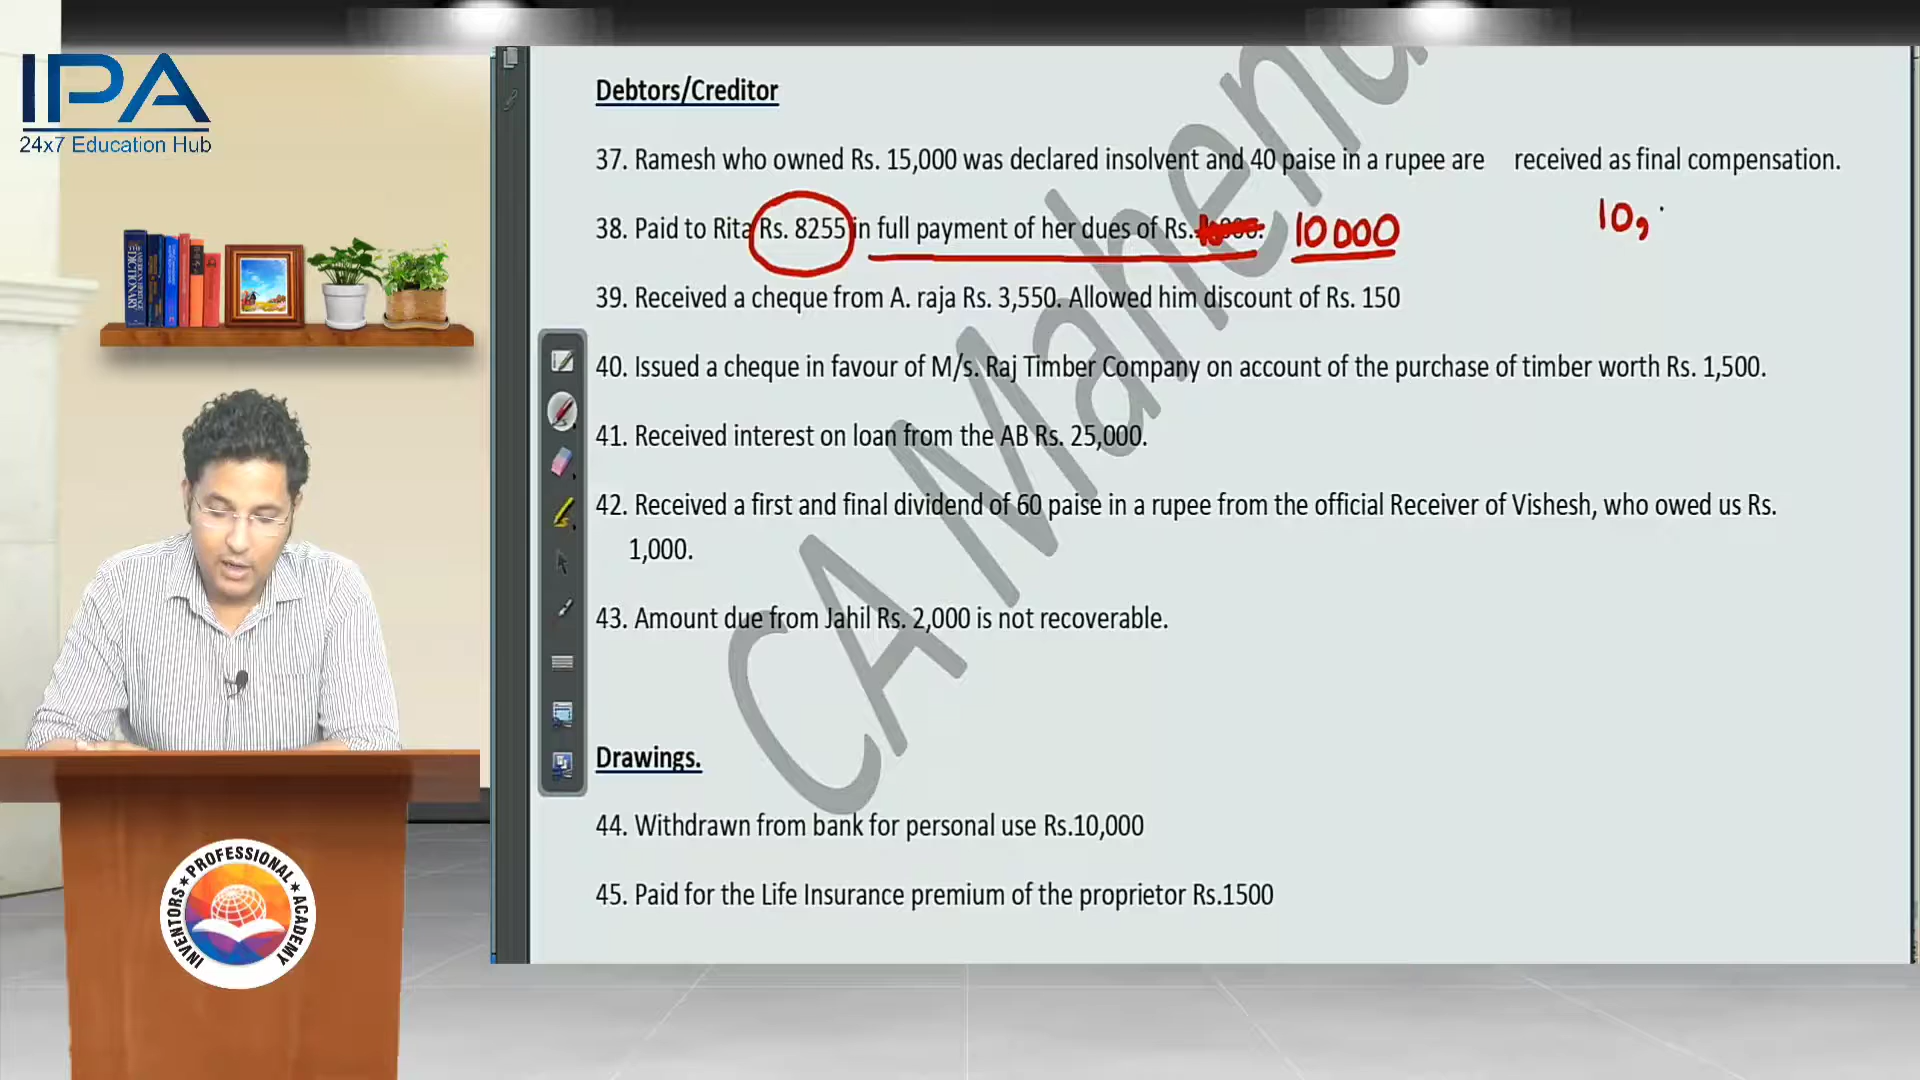 IPA
24x7 Education Hub
Debtors/Creditor
37. Ramesh who owned Rs. 15,000 was declared insolvent and 40 paise in a rupee are received as final compensation.
38. Paid to Rita Rs. 8255 in full payment of her dues of Rs. 10000 10,
39. Received a cheque from A. raja Rs. 3,550. Allowed him discount of Rs. 150
40. Issued a cheque in favour of M/s. Raj Timber Company on account of the purchase of timber worth Rs. 1,500.
41. Received interest on loan from the AB Rs. 25,000.
42. Received a first and final dividend of 60 paise in a rupee from the official Receiver of Vishesh, who owed us Rs.
1,000.
43. Amount due from Jahil Rs. 2,000 is not recoverable.
Drawings.
44. Withdrawn from bank for personal use Rs.10,000
45. Paid for the Life Insurance premium of the proprietor Rs.1500
CA Mahend
INVENTORS ★ PROFESSIONAL ★ ACADEMY
DICTIONARY